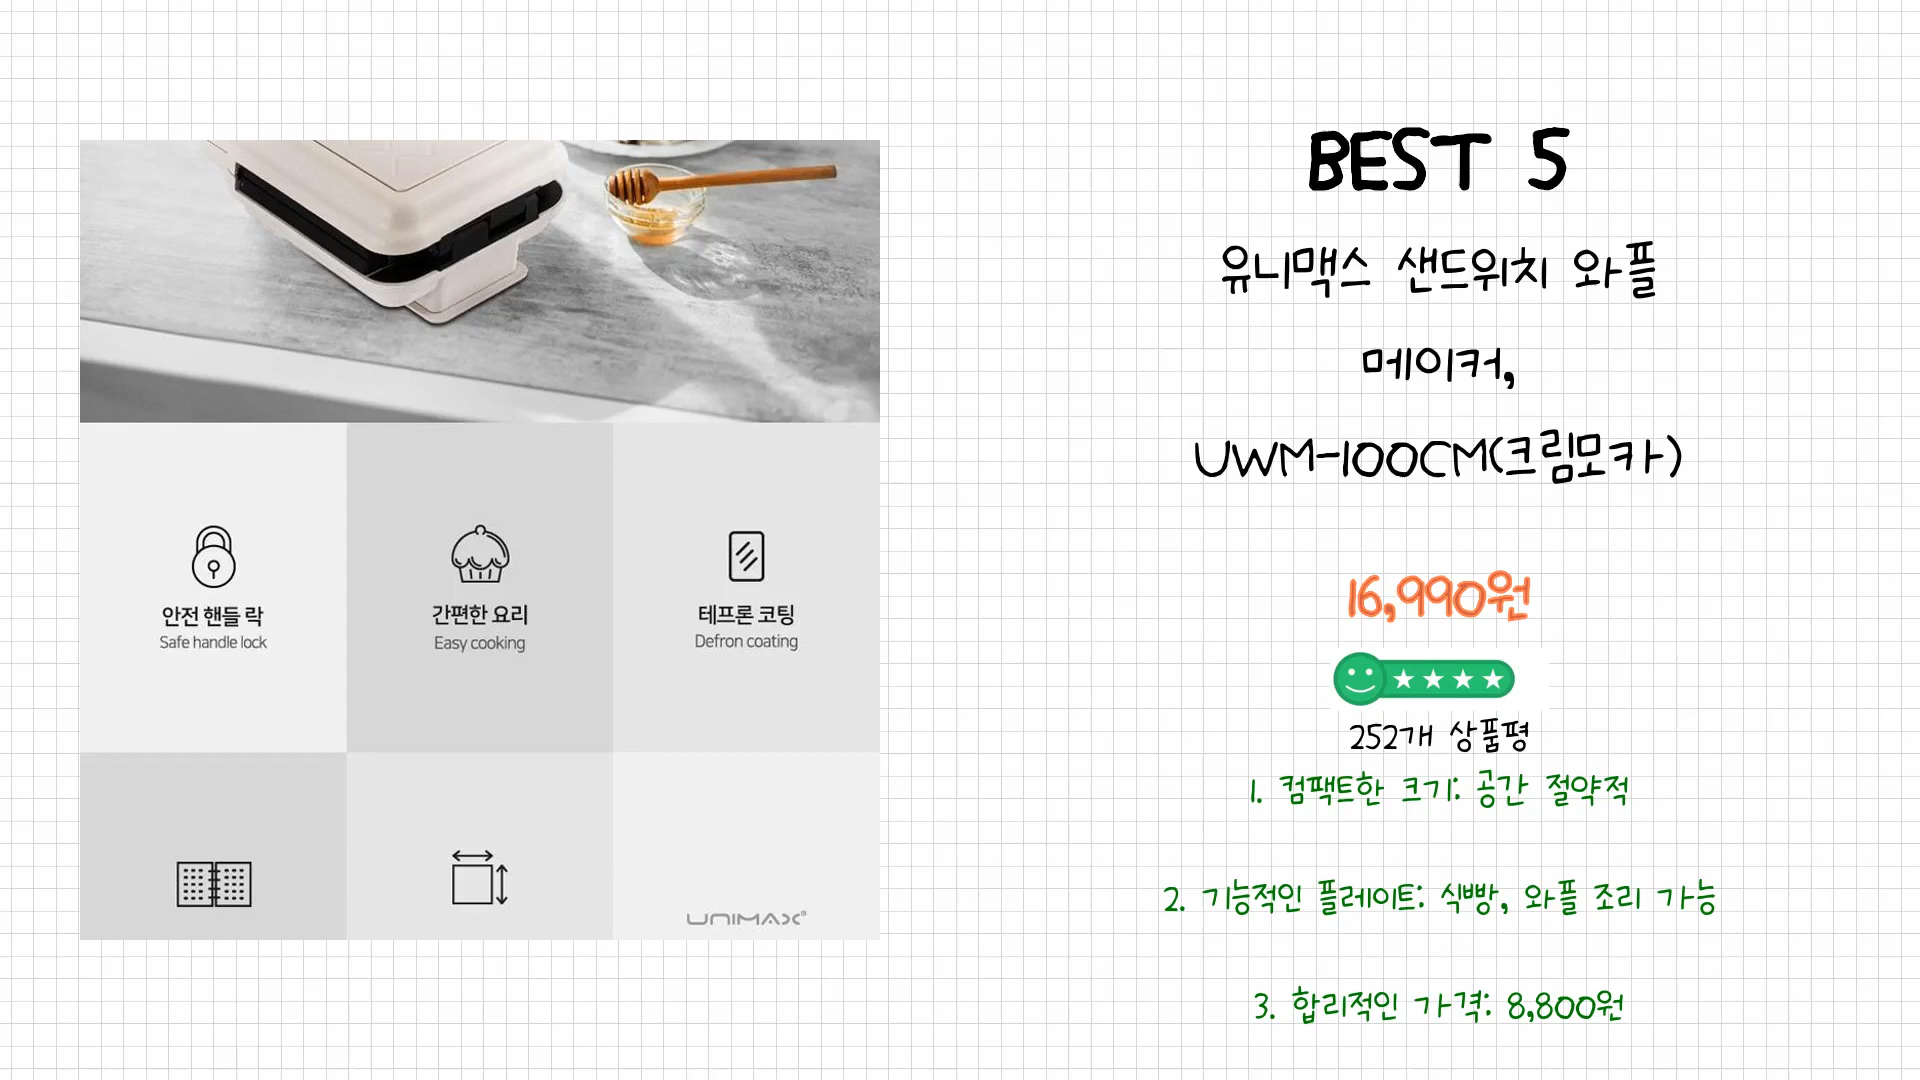 BEST 5
유니맥스 샌드위치 와플
메이커,
UWM-100CM(크림모카)
16,990원
252개 상품평
1. 컴팩트한 크기: 공간 절약적
2. 기능적인 플레이트: 식빵, 와플 조리 가능
3. 합리적인 가격: 8,800원
안전 핸들 락
Safe handle lock
간편한 요리
Easy cooking
테프론 코팅
Defron coating
UNIMAX